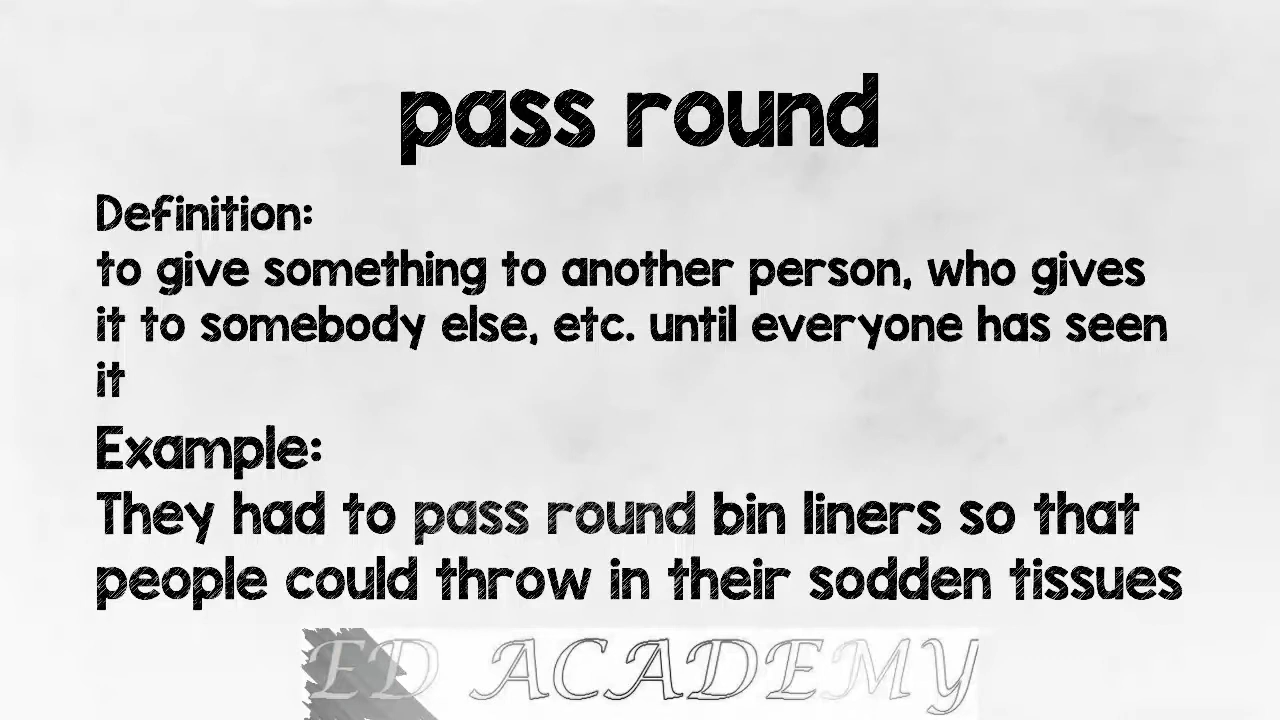 pass round
Definition:
to give something to another person, who gives
it to somebody else, etc. until everyone has seen
it
Example:
They had to pass round bin liners so that
people could throw in their sodden tissues
ED ACADEMY